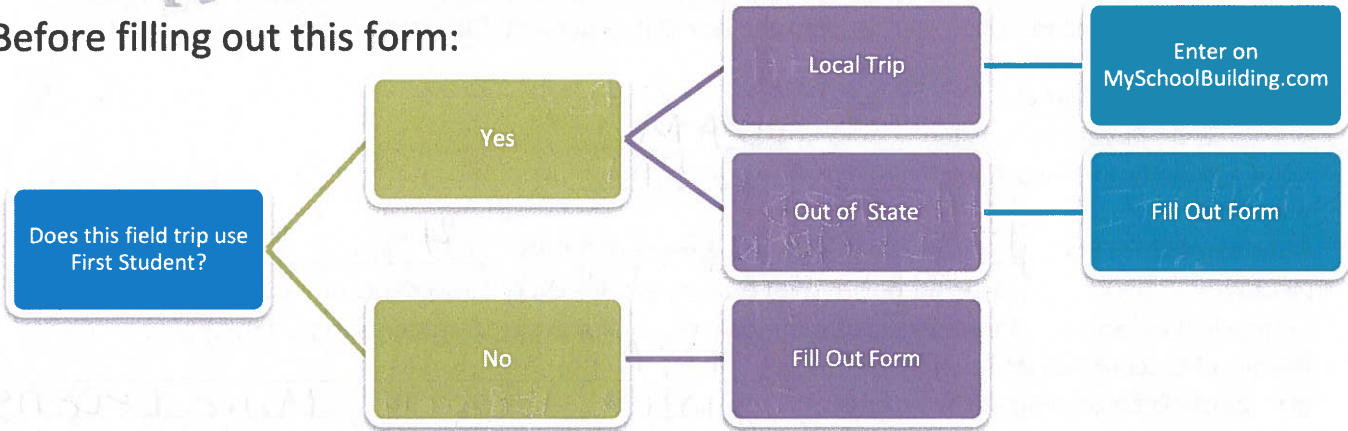 Before filling out this form:
Does this field trip use
First Student?
Yes
Local Trip
Enter on
MySchoolBuilding.com
Out of State
Fill Out Form
No
Fill Out Form